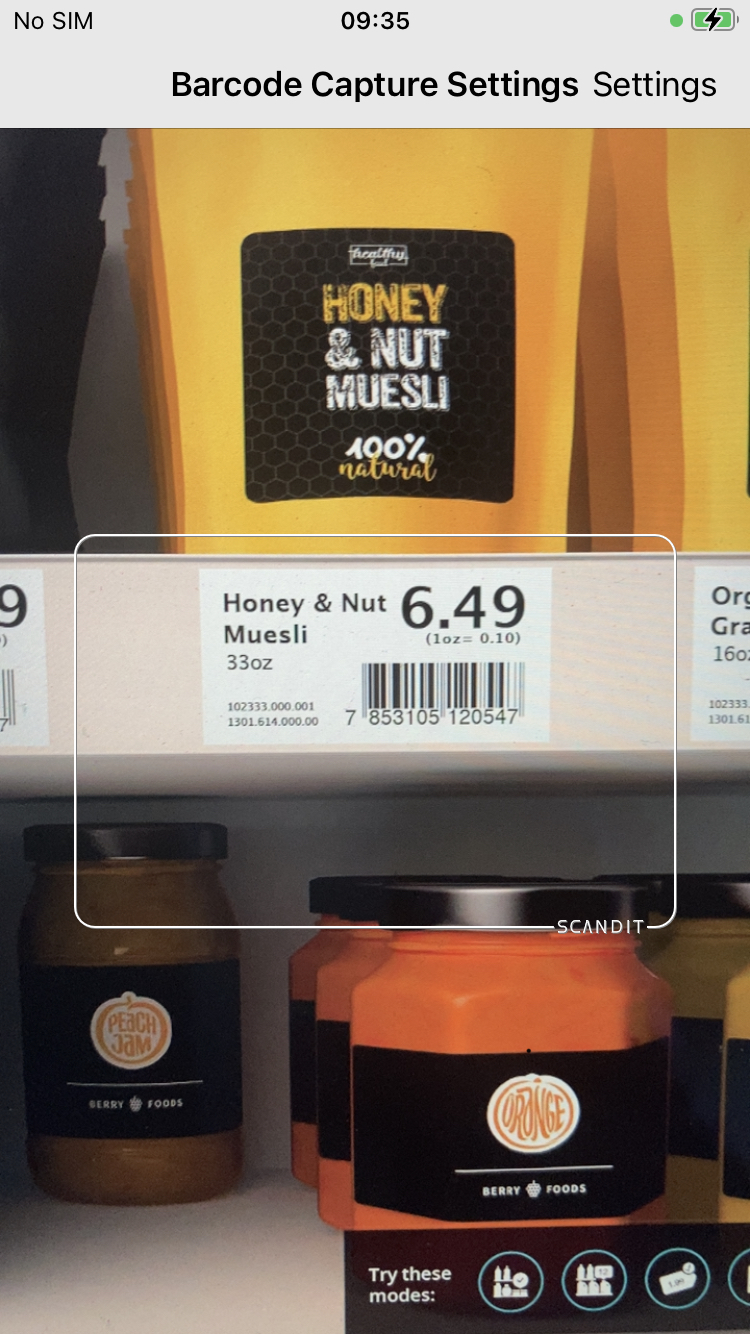 No SIM
09:35
Barcode Capture Settings
Settings
healthy
food
HONEY
& NUT
MUESLI
100%
natural
9
Honey & Nut
Muesli
6.49
(1oz= 0.10)
33oz
102333.000.001
1301.614.000.00
7 853105 120547
7
Org
Gra
16oz
102333.
1301.61
SCANDIT
PEACH
JAM
BERRY FOODS
ORANGE
BERRY FOODS
Try these
modes: